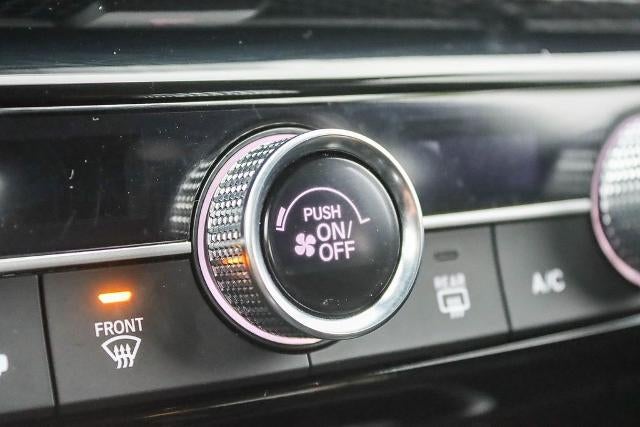 PUSH
ON/
OFF
FRONT
REAR
A/C